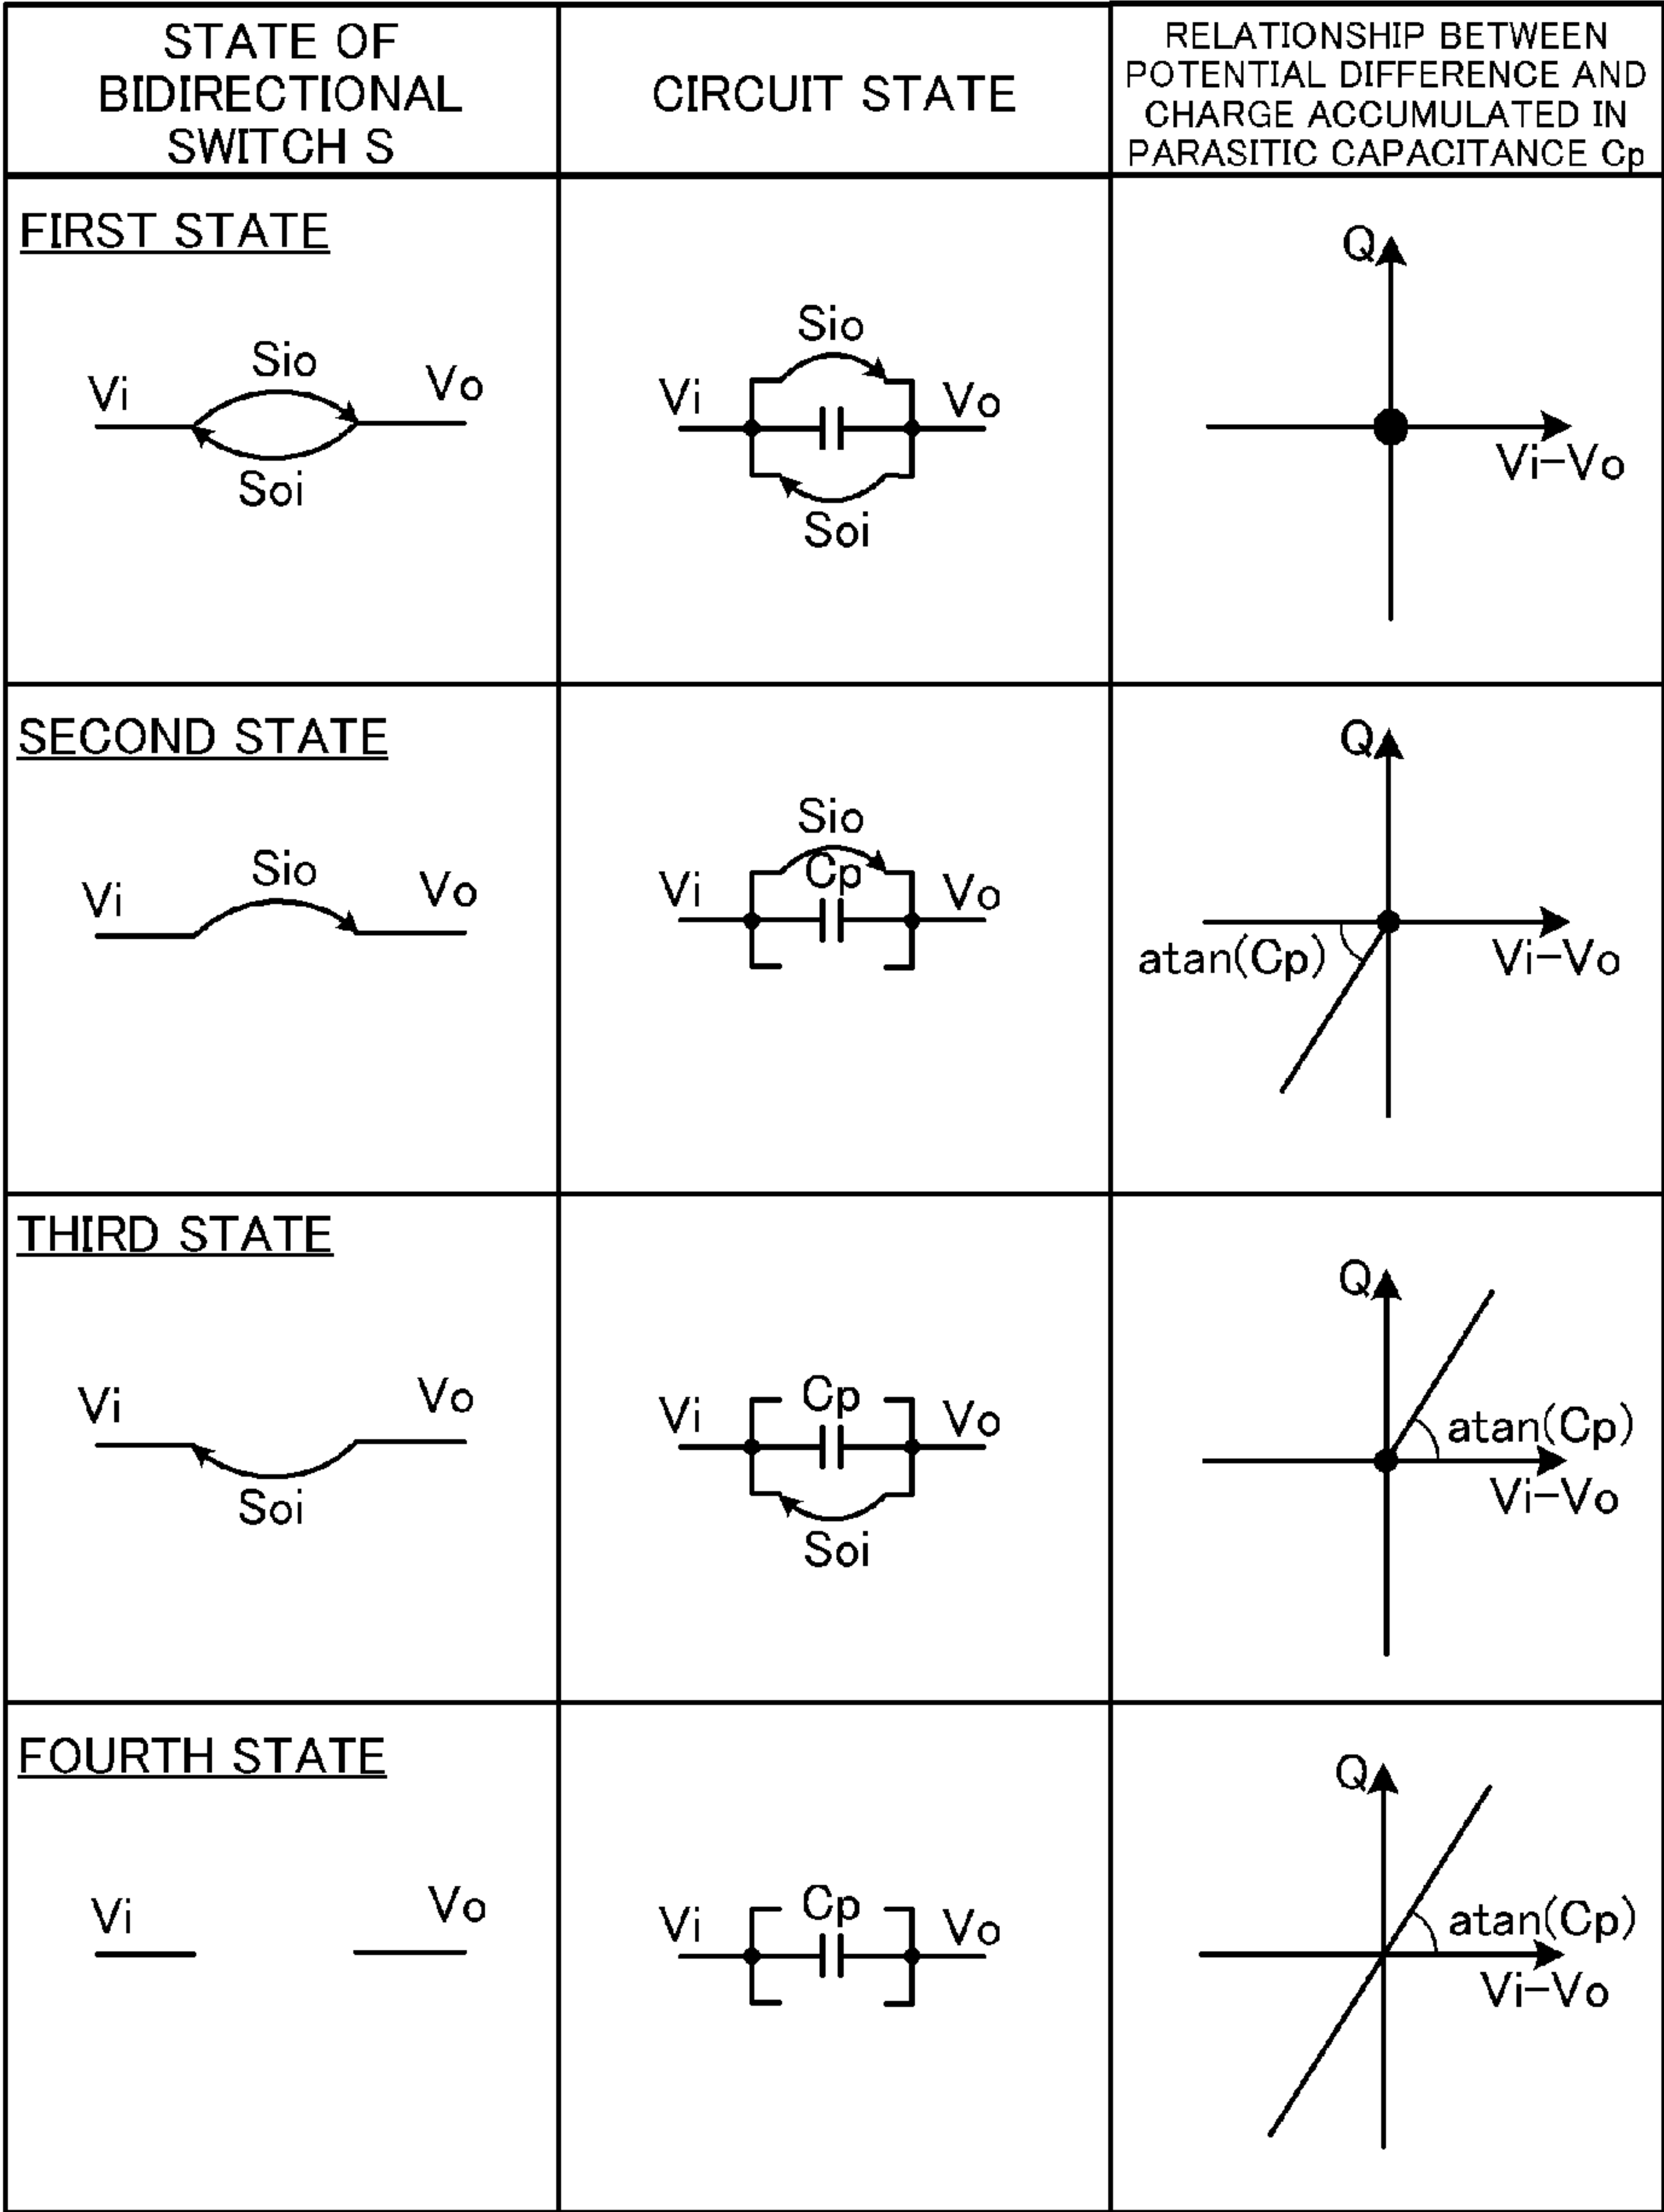 STATE OF
BIDIRECTIONAL
SWITCH S
CIRCUIT STATE
RELATIONSHIP BETWEEN
POTENTIAL DIFFERENCE AND
CHARGE ACCUMULATED IN
PARASITIC CAPACITANCE Cp
FIRST STATE
Vi
Sio
Vo
Soi
Sio
Vi
Vo
Soi
Q
Vi-Vo
SECOND STATE
Vi
Sio
Vo
Sio
Cp
Vi
Vo
Q
atan(Cp)
Vi-Vo
THIRD STATE
Vi
Vo
Soi
Vi
Cp
Vo
Soi
Q
atan(Cp)
Vi-Vo
FOURTH STATE
Vi
Vo
Vi
Cp
Vo
Q
atan(Cp)
Vi-Vo